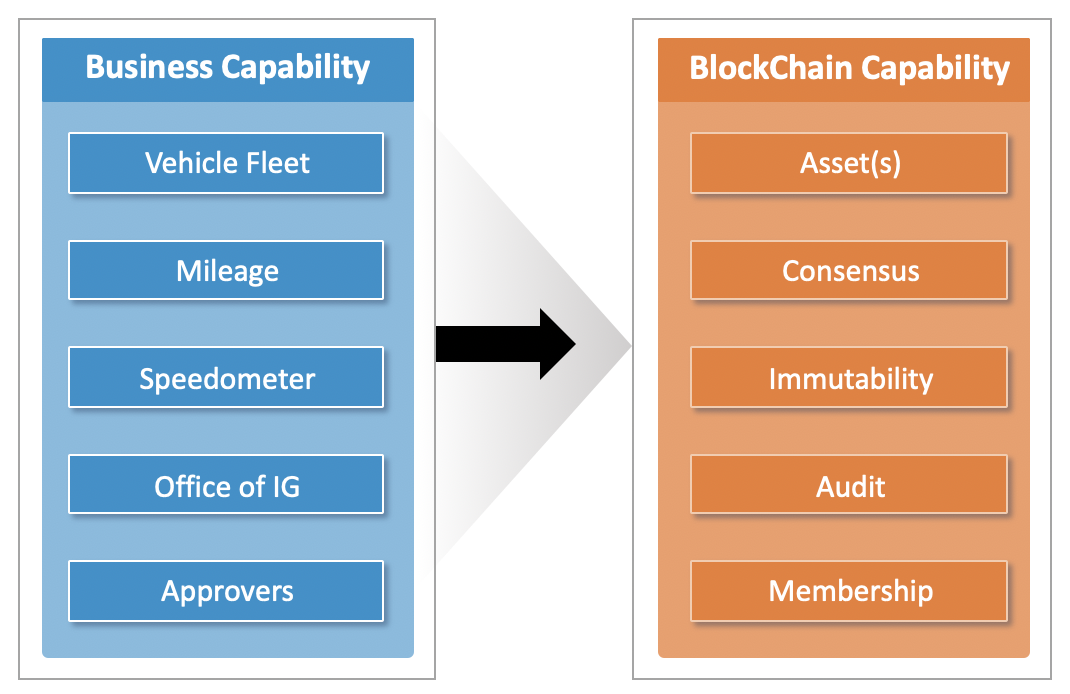 Business Capability
Vehicle Fleet
Mileage
Speedometer
Office of IG
Approvers
BlockChain Capability
Asset(s)
Consensus
Immutability
Audit
Membership